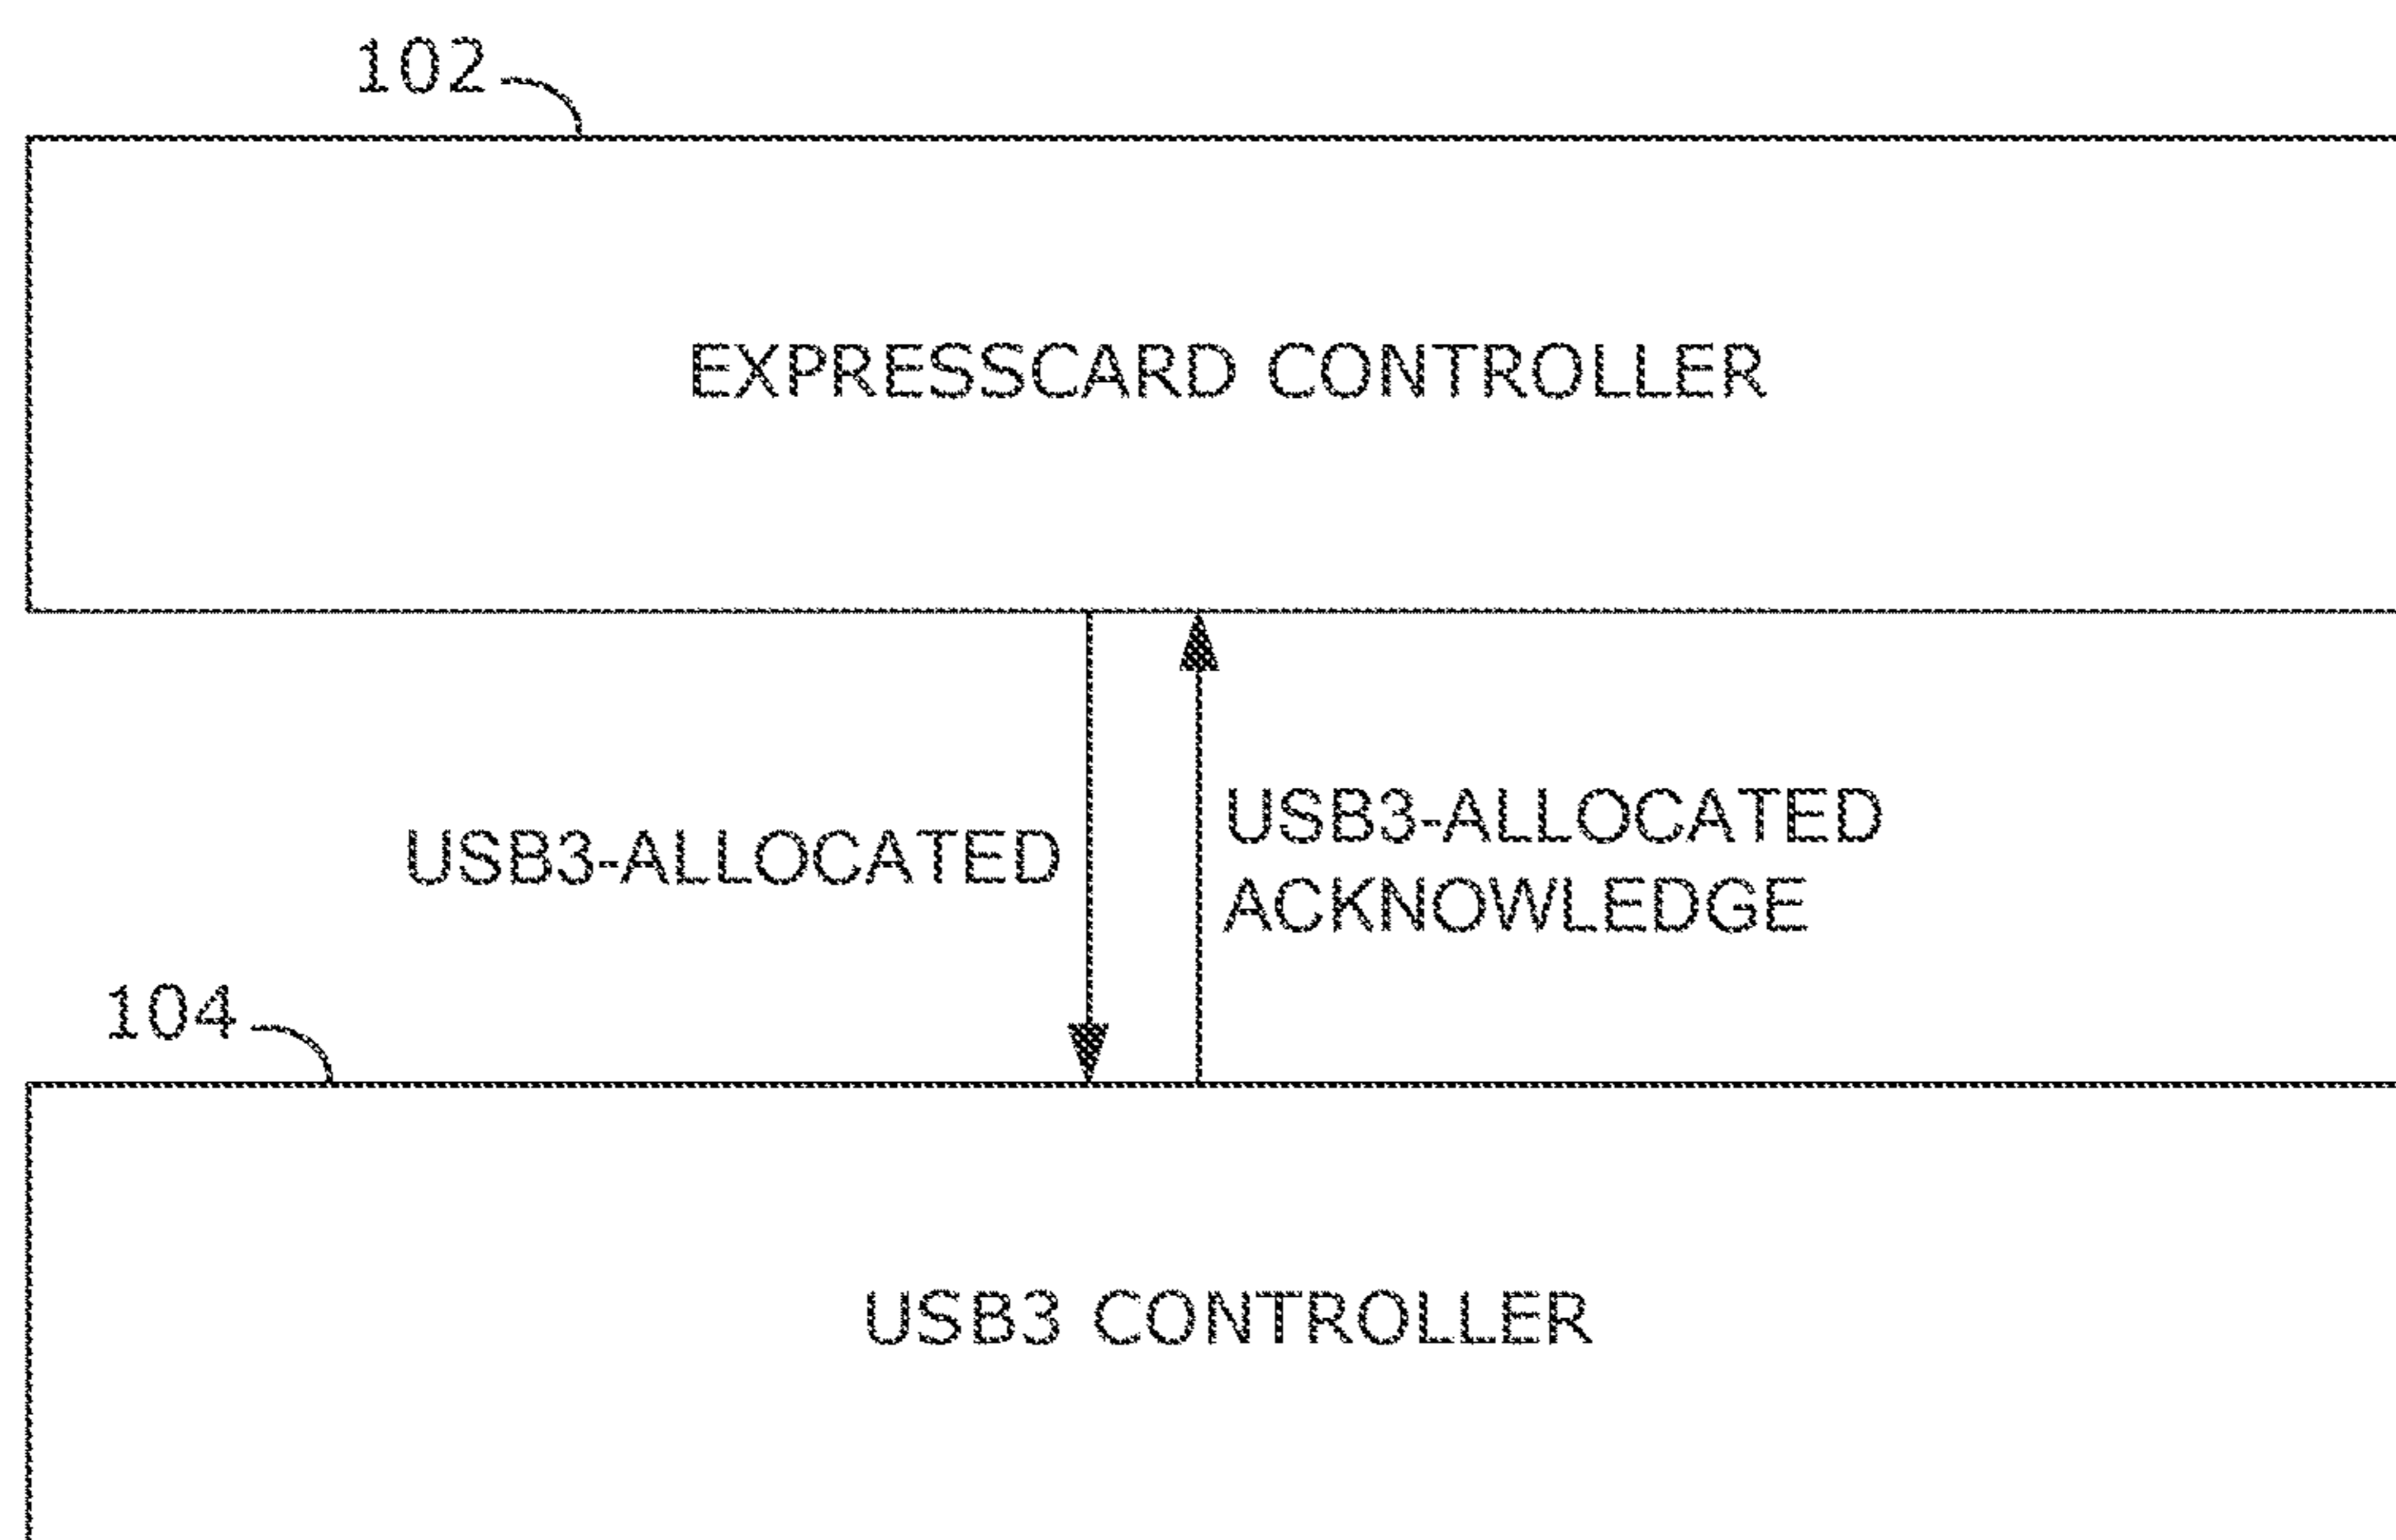 102
EXPRESSCARD CONTROLLER
USB3-ALLOCATED
USB3-ALLOCATED
ACKNOWLEDGE
104
USB3 CONTROLLER